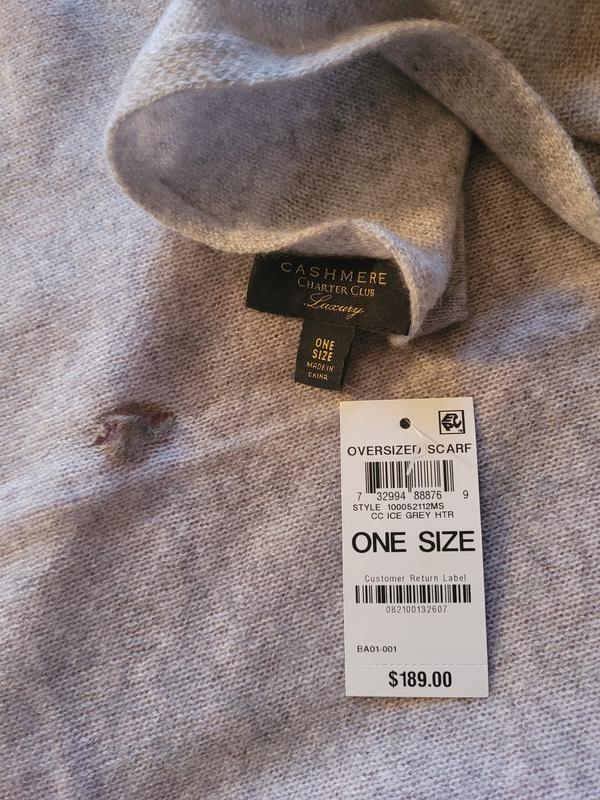 CASHMERE
CHARTER CLUB
Luxury
ONE
SIZE
MADE IN
CHINA
OVERSIZED SCARF
7 32994 88876 9
STYLE 100052112MS
CC ICE GREY HTR
ONE SIZE
Customer Return Label
082100132607
BA01-001
$189.00